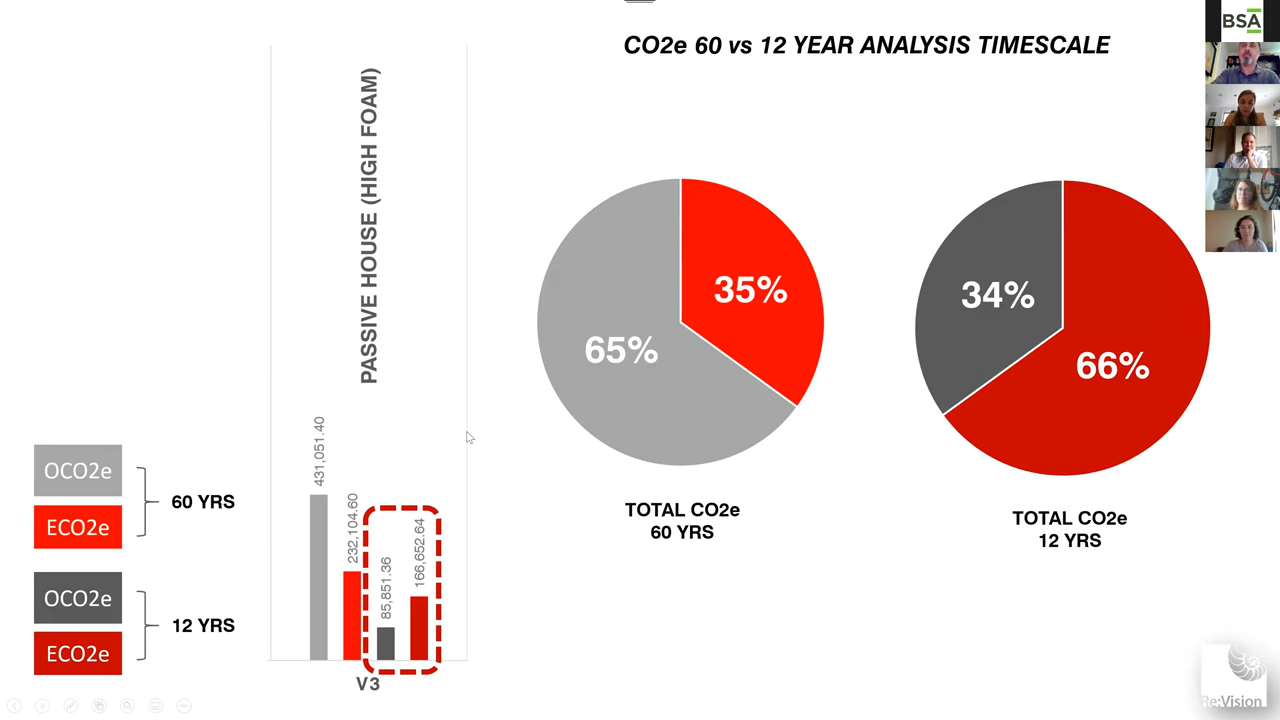 CO2e 60 vs 12 YEAR ANALYSIS TIMESCALE
BSA
PASSIVE HOUSE (HIGH FOAM)
431,051.40
232,104.60
85,851.36
166,652.64
V3
OCO2e
ECO2e
60 YRS
OCO2e
ECO2e
12 YRS
35%
65%
TOTAL CO2e
60 YRS
34%
66%
TOTAL CO2e
12 YRS
Re:Vision